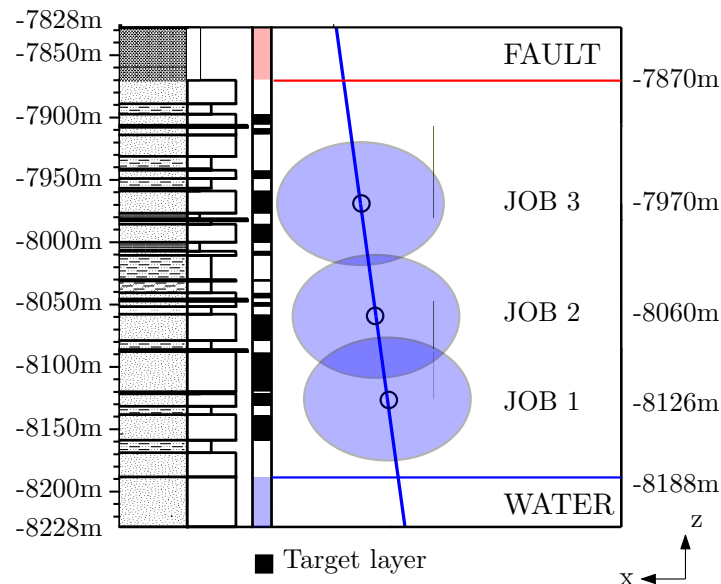 -7828m
-7850m
-7900m
-7950m
-8000m
-8050m
-8100m
-8150m
-8200m
-8228m
FAULT
-7870m
JOB 3
-7970m
JOB 2
-8060m
JOB 1
-8126m
-8188m
WATER
Target layer
z
x